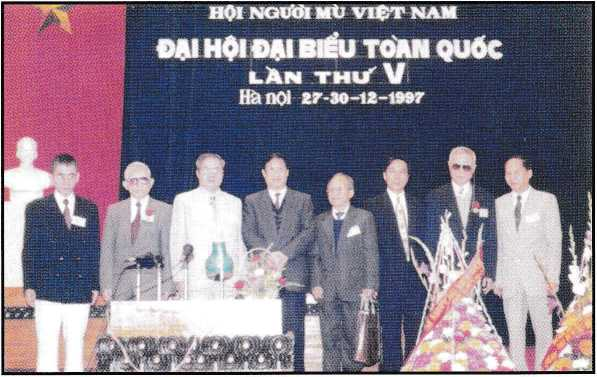 HỘI NGƯỜI MÙ VIỆT NAM
ĐẠI HỘI ĐẠI BIỂU TOÀN QUỐC
LẦN THỨ V
Hà nội 27-30-12-1997